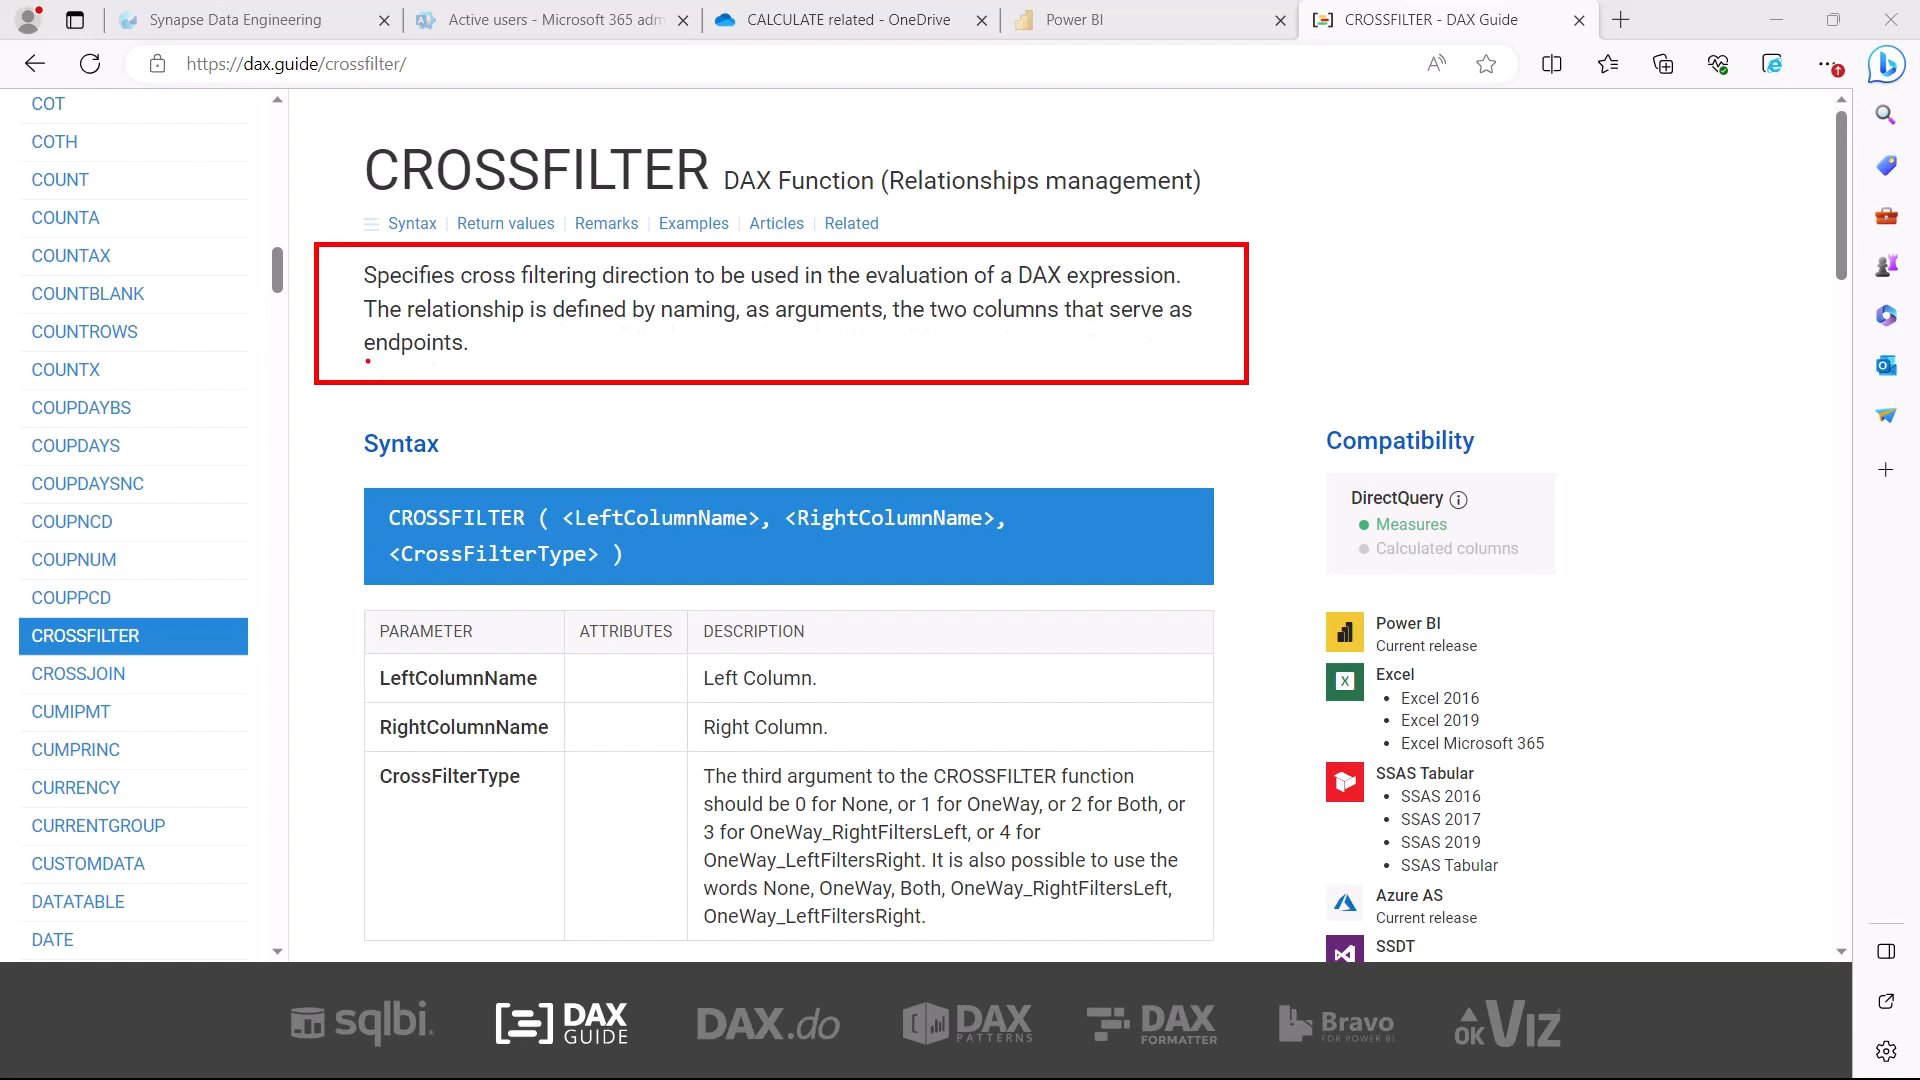 Synapse Data Engineering
Active users - Microsoft 365 adm
CALCULATE related - OneDrive
Power BI
CROSSFILTER - DAX Guide
https://dax.guide/crossfilter/
COT
COTH
COUNT
COUNTA
COUNTAX
COUNTBLANK
COUNTROWS
COUNTX
COUPDAYBS
COUPDAYS
COUPDAYSNC
COUPNCD
COUPNUM
COUPPCD
CROSSFILTER
CROSSJOIN
CUMIPMT
CUMPRINC
CURRENCY
CURRENTGROUP
CUSTOMDATA
DATATABLE
DATE
CROSSFILTER DAX Function (Relationships management)
Syntax | Return values | Remarks | Examples | Articles | Related
Specifies cross filtering direction to be used in the evaluation of a DAX expression.
The relationship is defined by naming, as arguments, the two columns that serve as
endpoints.
Syntax
CROSSFILTER ( <LeftColumnName>, <RightColumnName>,
<CrossFilterType> )
PARAMETER ATTRIBUTES DESCRIPTION
LeftColumnName Left Column.
RightColumnName Right Column.
CrossFilterType The third argument to the CROSSFILTER function
should be 0 for None, or 1 for OneWay, or 2 for Both, or
3 for OneWay_RightFiltersLeft, or 4 for
OneWay_LeftFiltersRight. It is also possible to use the
words None, OneWay, Both, OneWay_RightFiltersLeft,
OneWay_LeftFiltersRight.
Compatibility
DirectQuery
Measures
Calculated columns
Power BI
Current release
Excel
• Excel 2016
• Excel 2019
• Excel Microsoft 365
SSAS Tabular
• SSAS 2016
• SSAS 2017
• SSAS 2019
• SSAS Tabular
Azure AS
Current release
SSDT
sqlbi.
DAX
GUIDE
DAX.do
DAX
PATTERNS
DAX
FORMATTER
Bravo
FOR POWER BI
OKVIZ